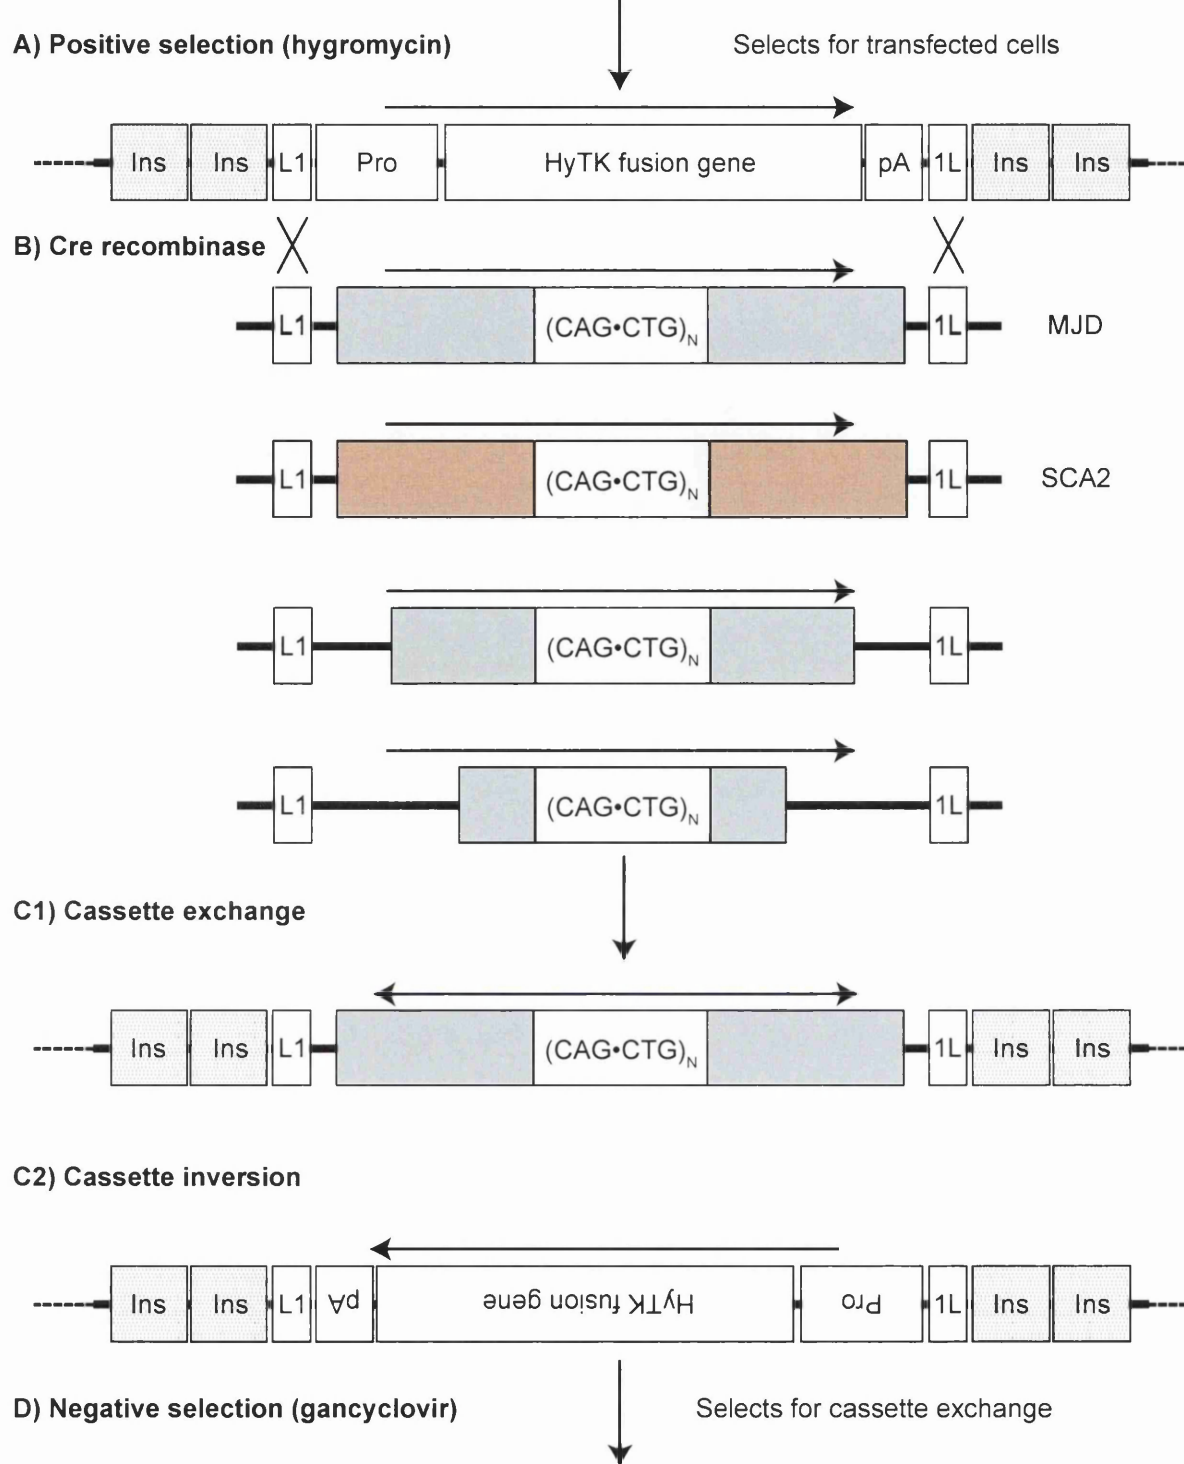 A) Positive selection (hygromycin) Selects for transfected cells
Ins Ins L1 Pro HyTK fusion gene pA 1L Ins Ins
B) Cre recombinase
L1 (CAG•CTG)N 1L MJD
L1 (CAG•CTG)N 1L SCA2
L1 (CAG•CTG)N 1L
L1 (CAG•CTG)N 1L
C1) Cassette exchange
Ins Ins L1 (CAG•CTG)N 1L Ins Ins
C2) Cassette inversion
Ins Ins L1 pA HyTK fusion gene Pro 1L Ins Ins
D) Negative selection (gancyclovir) Selects for cassette exchange